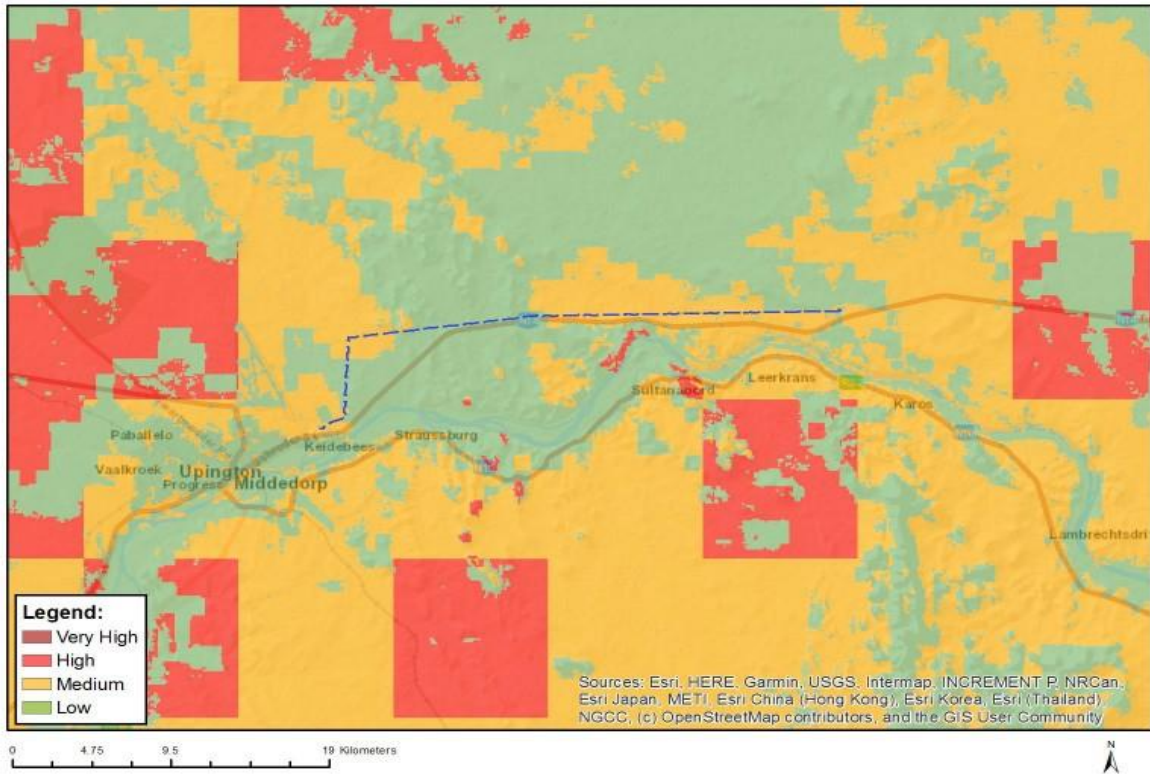 Pabailelo
Keidebees
Straussburg
Sultanaoord
Leerkrans
Karos
Vaalkroek
Upington
Progress
Middedorp
Lambrechtsdrif
Legend:
Very High
High
Medium
Low
Sources: Esri, HERE, Garmin, USGS, Intermap, INCREMENT P, NRCan,
Esri Japan, METI, Esri China (Hong Kong), Esri Korea, Esri (Thailand),
NGCC, (c) OpenStreetMap contributors, and the GIS User Community
0 4.75 9.5 19 Kilometers
N